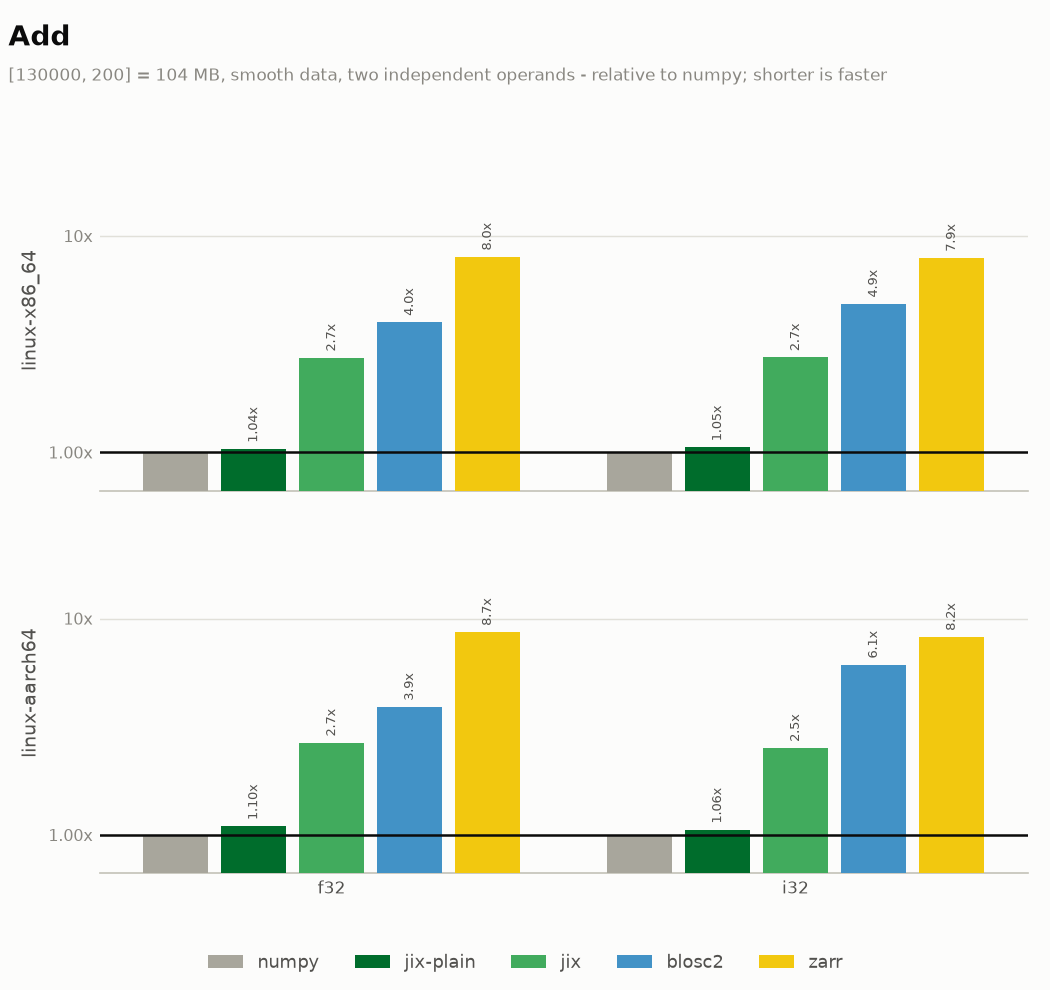 Add
[130000, 200] = 104 MB, smooth data, two independent operands - relative to numpy; shorter is faster
linux-x86_64
10x
1.00x
1.04x
2.7x
4.0x
8.0x
1.05x
2.7x
4.9x
7.9x
linux-aarch64
10x
1.00x
1.10x
2.7x
3.9x
8.7x
1.06x
2.5x
6.1x
8.2x
f32 i32
numpy jix-plain jix blosc2 zarr